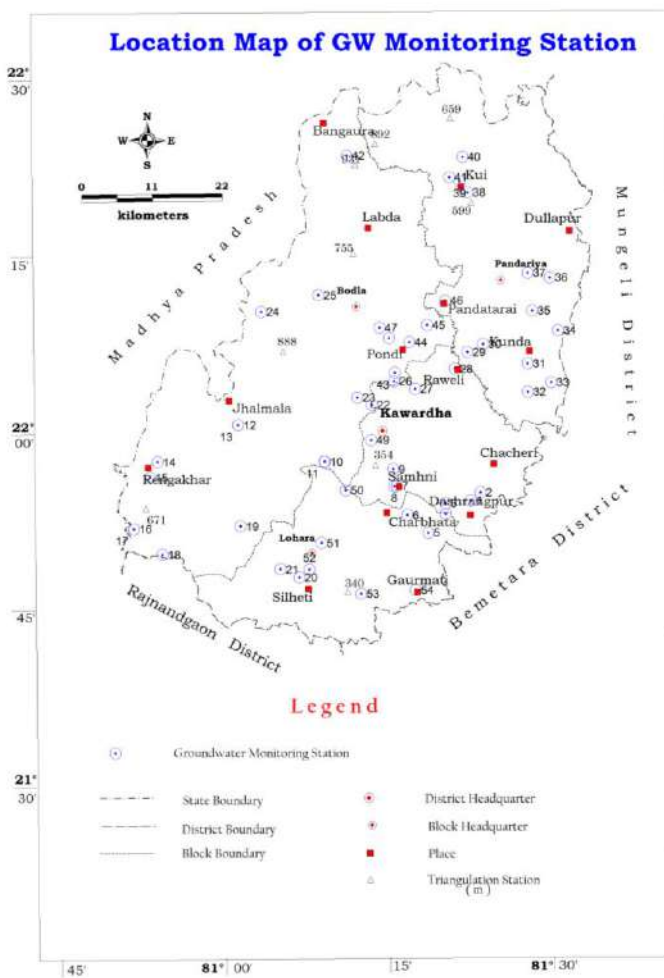 Location Map of GW Monitoring Station
22°
30'
N
W E
S
0 11 22
kilometers
Madhya Pradesh
Mungeli District
Bemetara District
Rajnandgaon District
659
892
Bangaura
42
40
41
Kui
39 38
599
Labda
Dullapur
15'
755
Pandariya
37
36
25
Bodla
46
Pandatarai
24
35
45
47
34
44
30
888
Pondi
29
Kunda
31
28
Raweli
43
26
27
33
32
23
22
Jhalmala
12
13
Kawardha
22°
00'
49
10
354
9
Chacherf
11
14
Rengakhar
15
Samhni
8
50
2
Dashrangpur
671
Charbhata
6
16
17
19
5
Lohara
51
18
52
21
20
Silheti
340
53
Gaurmati
54
45'
Legend
Groundwater Monitoring Station
State Boundary
District Headquarter
District Boundary
Block Headquarter
Block Boundary
Place
Triangulation Station
(m)
21°
30'
15'
45' 81° 00' 15' 81° 30'